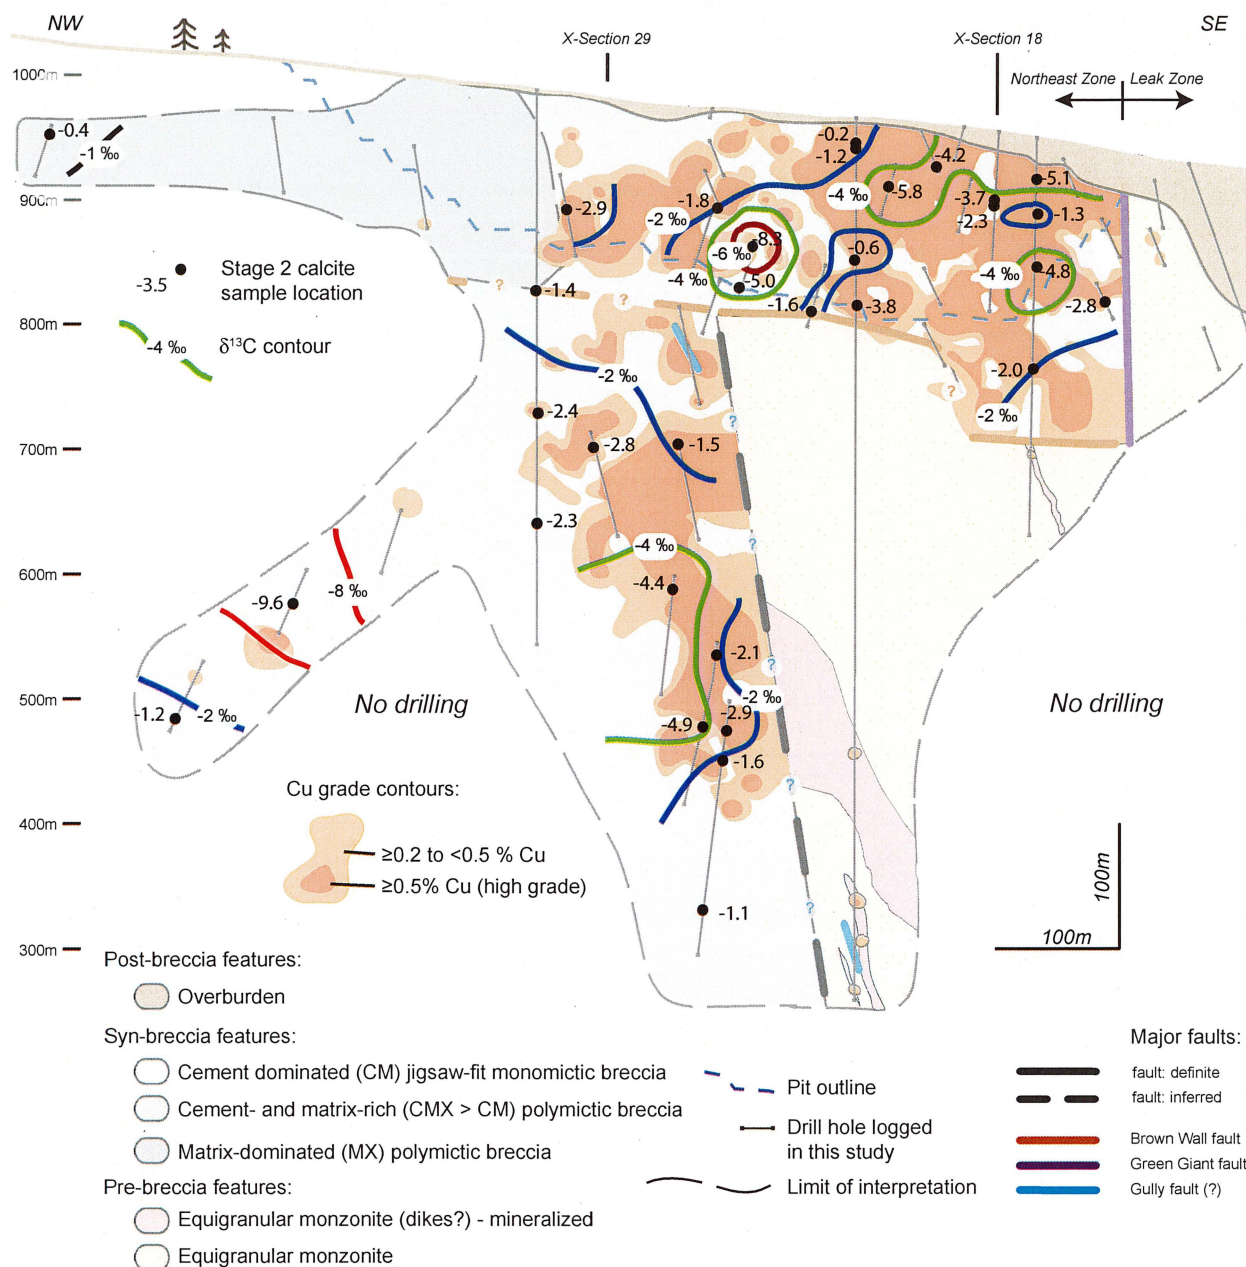 NW
SE
X-Section 29
X-Section 18
Northeast Zone
Leak Zone
1000m
900m
800m
700m
600m
500m
400m
300m
-0.4
-1 ‰
-3.5
Stage 2 calcite
sample location
-4 ‰
δ¹³C contour
-2.9
-2 ‰
-1.8
-0.2
-1.2
-4 ‰
-5.8
-4.2
-3.7
-2.3
-5.1
-1.3
-8.3
-6 ‰
-4 ‰
-5.0
-0.6
-1.6
-3.8
-4 ‰
-4.8
-2.8
-1.4
?
?
-2 ‰
-2.0
-2 ‰
?
?
-2.4
-2.8
-1.5
-2.3
?
-4 ‰
-4.4
-9.6
-8 ‰
-2.1
?
-2 ‰
-1.2
-2 ‰
-4.9
-2.9
-1.6
?
No drilling
No drilling
-1.1
?
Cu grade contours:
≥0.2 to <0.5 % Cu
≥0.5% Cu (high grade)
100m
100m
Post-breccia features:
Overburden
Syn-breccia features:
Cement dominated (CM) jigsaw-fit monomictic breccia
Cement- and matrix-rich (CMX > CM) polymictic breccia
Matrix-dominated (MX) polymictic breccia
Pre-breccia features:
Equigranular monzonite (dikes?) - mineralized
Equigranular monzonite
Pit outline
Drill hole logged
in this study
Limit of interpretation
Major faults:
fault: definite
fault: inferred
Brown Wall fault
Green Giant fault
Gully fault (?)